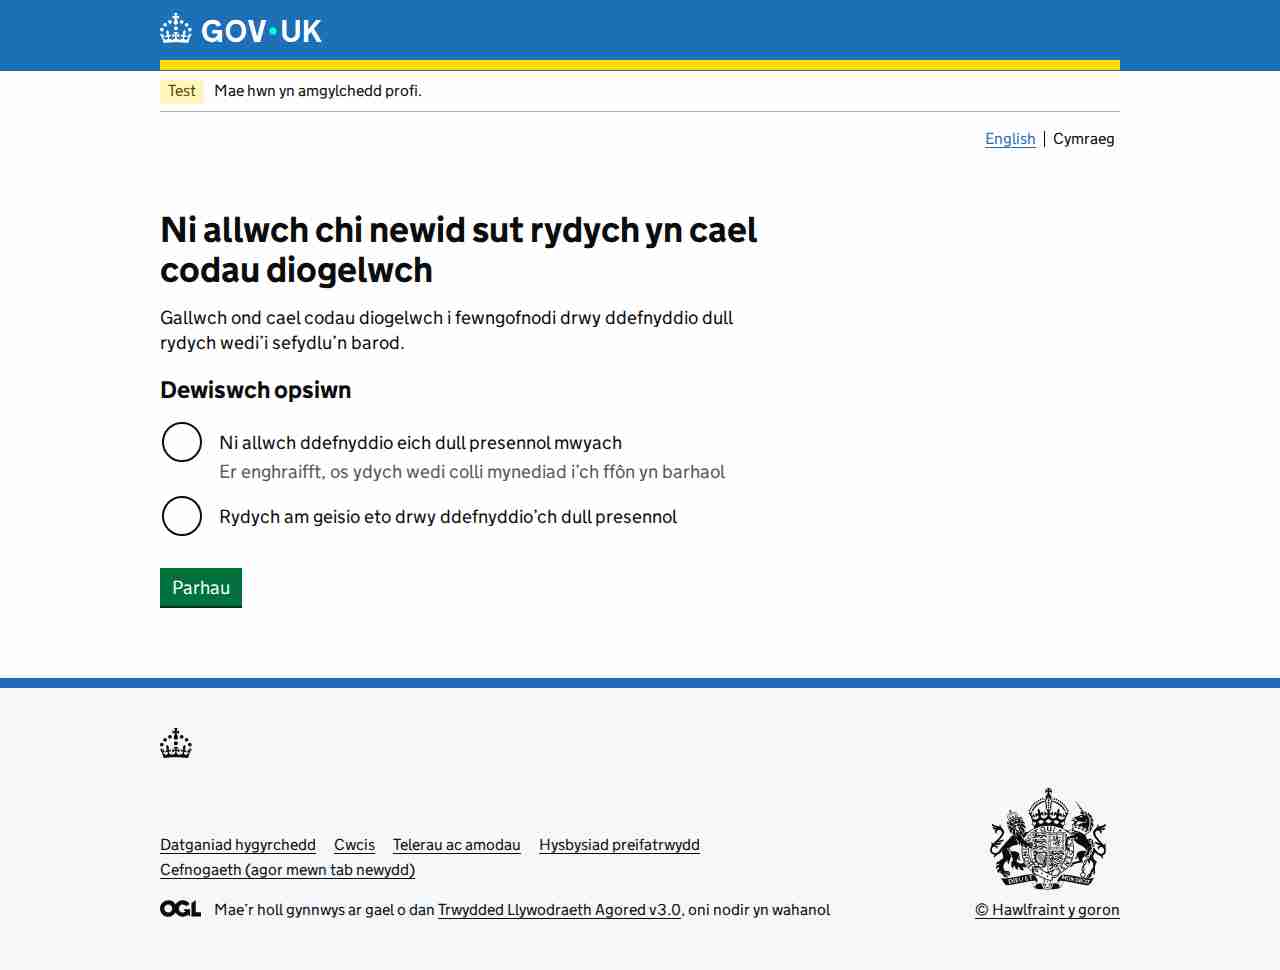 GOV·UK
Test Mae hwn yn amgylchedd profi.
English Cymraeg
Ni allwch chi newid sut rydych yn cael
codau diogelwch
Gallwch ond cael codau diogelwch i fewngofnodi drwy ddefnyddio dull
rydych wedi’i sefydlu’n barod.
Dewiswch opsiwn
Ni allwch ddefnyddio eich dull presennol mwyach
Er enghraifft, os ydych wedi colli mynediad i’ch ffôn yn barhaol
Rydych am geisio eto drwy ddefnyddio’ch dull presennol
Parhau
Datganiad hygyrchedd Cwcis Telerau ac amodau Hysbysiad preifatrwydd
Cefnogaeth (agor mewn tab newydd)
OGL Mae’r holl gynnwys ar gael o dan Trwydded Llywodraeth Agored v3.0, oni nodir yn wahanol
© Hawlfraint y goron